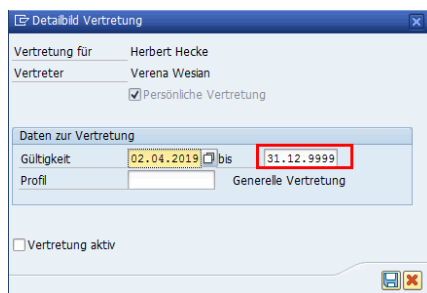 Detailbild Vertretung
Vertretung für Herbert Hecke
Vertreter Verena Wesian
Persönliche Vertretung
Daten zur Vertretung
Gültigkeit 02.04.2019 bis 31.12.9999
Profil Generelle Vertretung
Vertretung aktiv